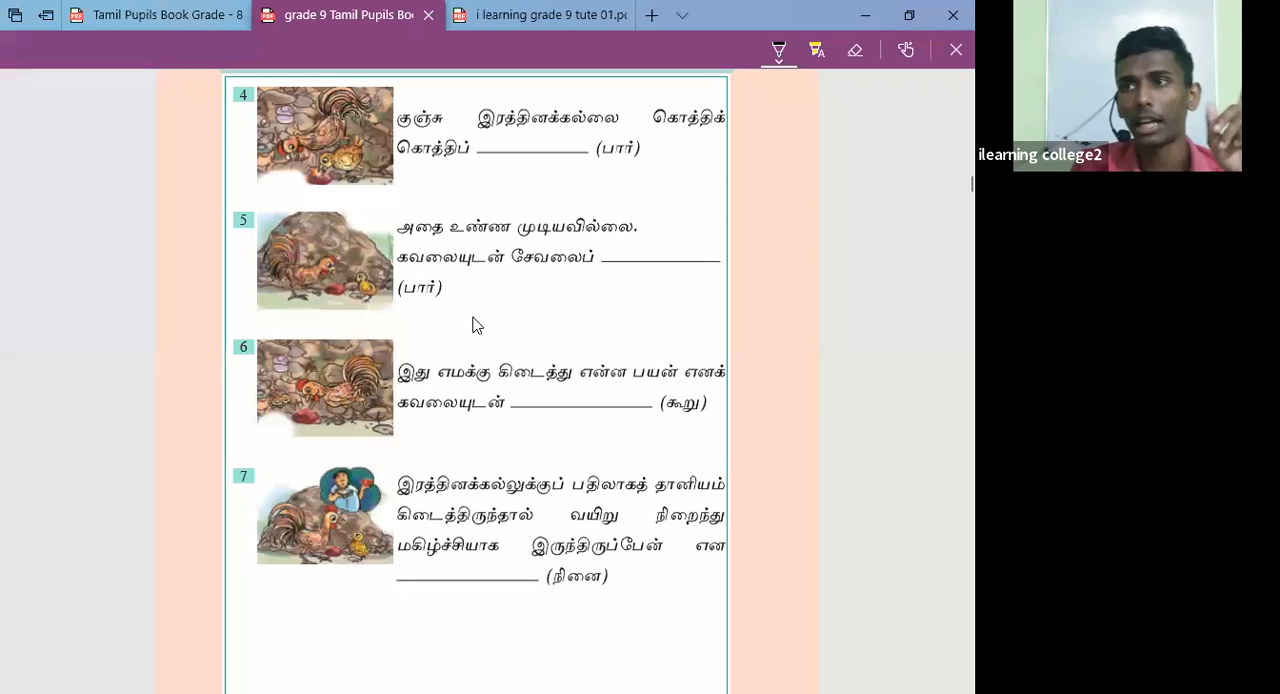 Tamil Pupils Book Grade - 8
grade 9 Tamil Pupils Bo
i learning grade 9 tute 01.p
ilearning college2
4
குஞ்சு இரத்தினக்கல்லை கொத்திக்
கொத்திப் ____________ (பார்)
5
அதை உண்ண முடியவில்லை.
கவலையுடன் சேவலைப் ____________
(பார்)
6
இது எமக்கு கிடைத்து என்ன பயன் எனக்
கவலையுடன் ____________ (கூறு)
7
இரத்தினக்கல்லுக்குப் பதிலாகத் தானியம்
கிடைத்திருந்தால் வயிறு நிறைந்து
மகிழ்ச்சியாக இருந்திருப்பேன் என
____________ (நினை)